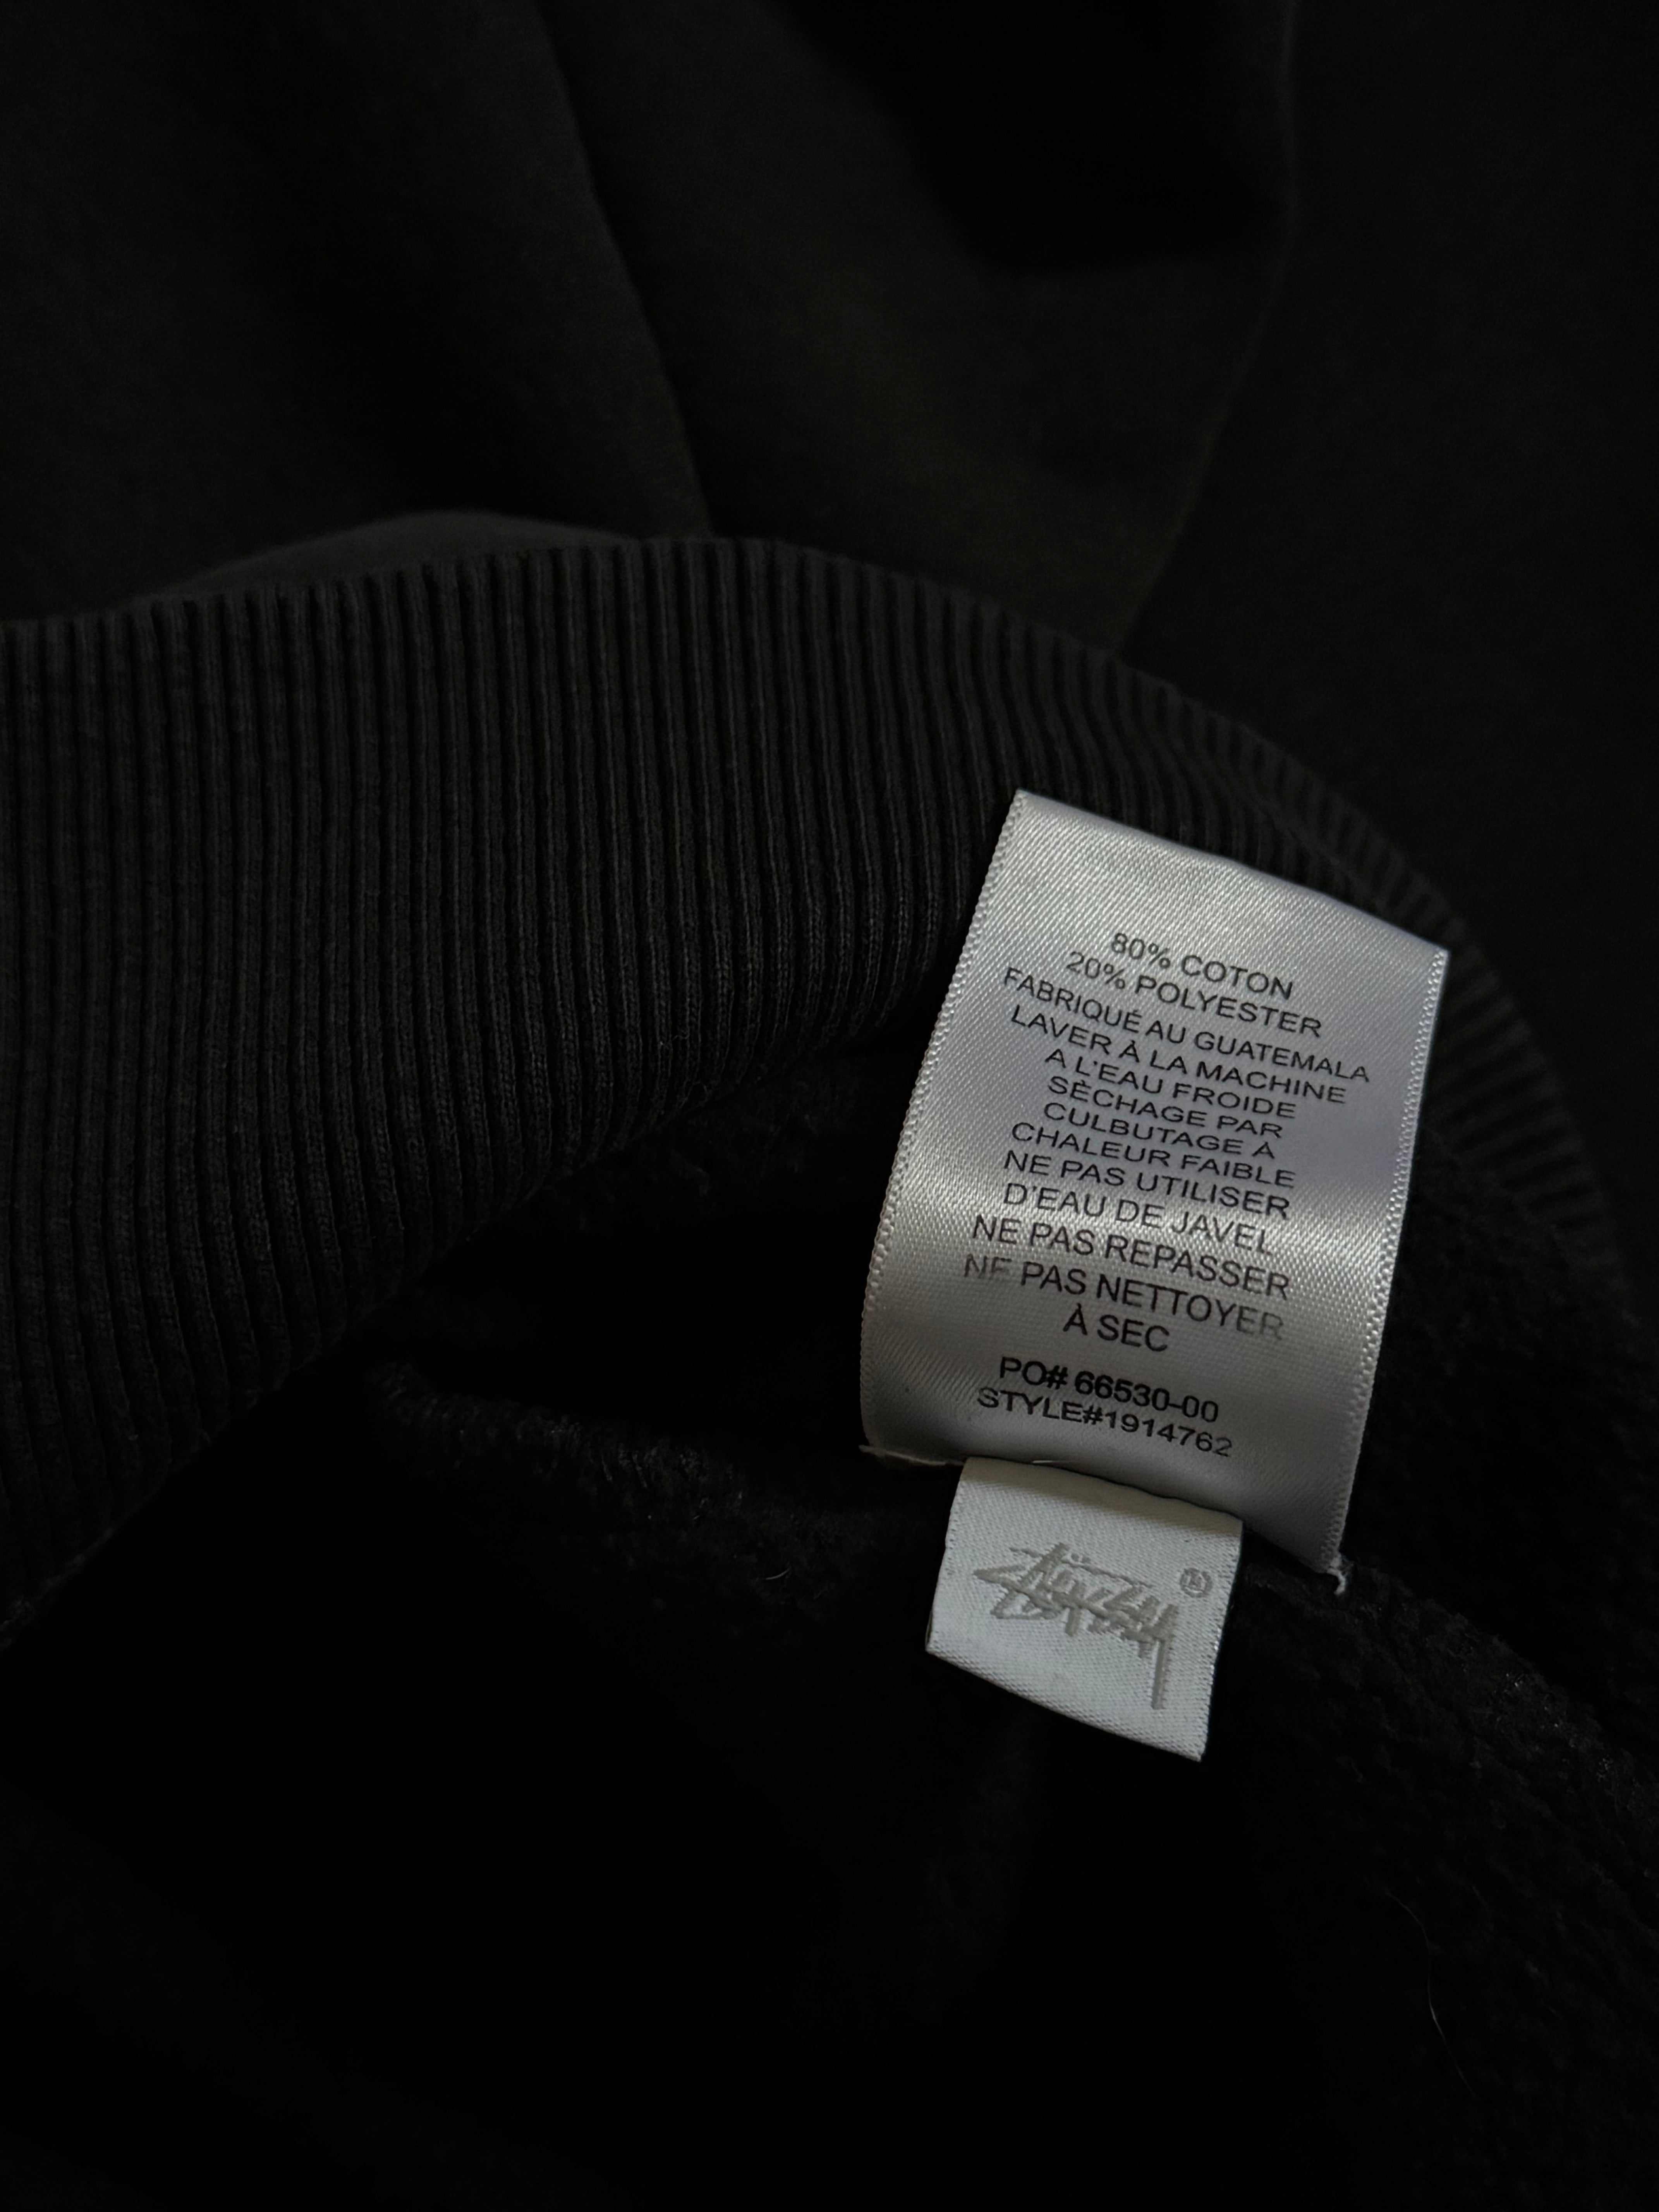 80% COTON
20% POLYESTER
FABRIQUÉ AU GUATEMALA
LAVER À LA MACHINE
A L'EAU FROIDE
SÈCHAGE PAR
CULBUTAGE À
CHALEUR FAIBLE
NE PAS UTILISER
D'EAU DE JAVEL
NE PAS REPASSER
NE PAS NETTOYER
À SEC
PO# 66530-00
STYLE#1914762
Stüssy ®